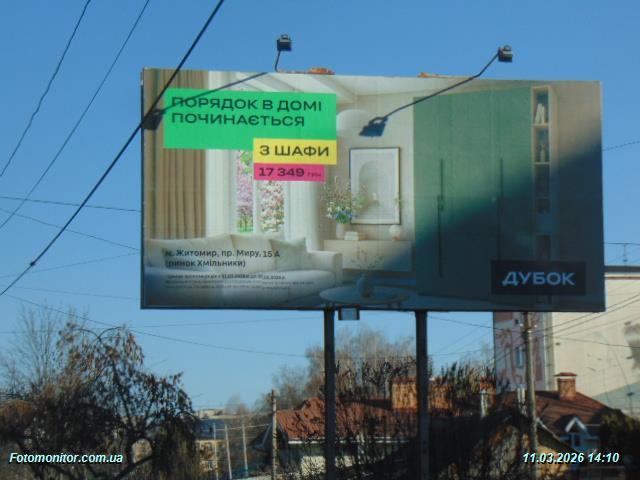 ПОРЯДОК В ДОМІ
ПОЧИНАЄТЬСЯ
З ШАФИ
17 349 ГРН
м. Житомир, пр. Миру, 15 А
(ринок Хмільники)
ДУБОК
Fotomonitor.com.ua
11.03.2026 14:10